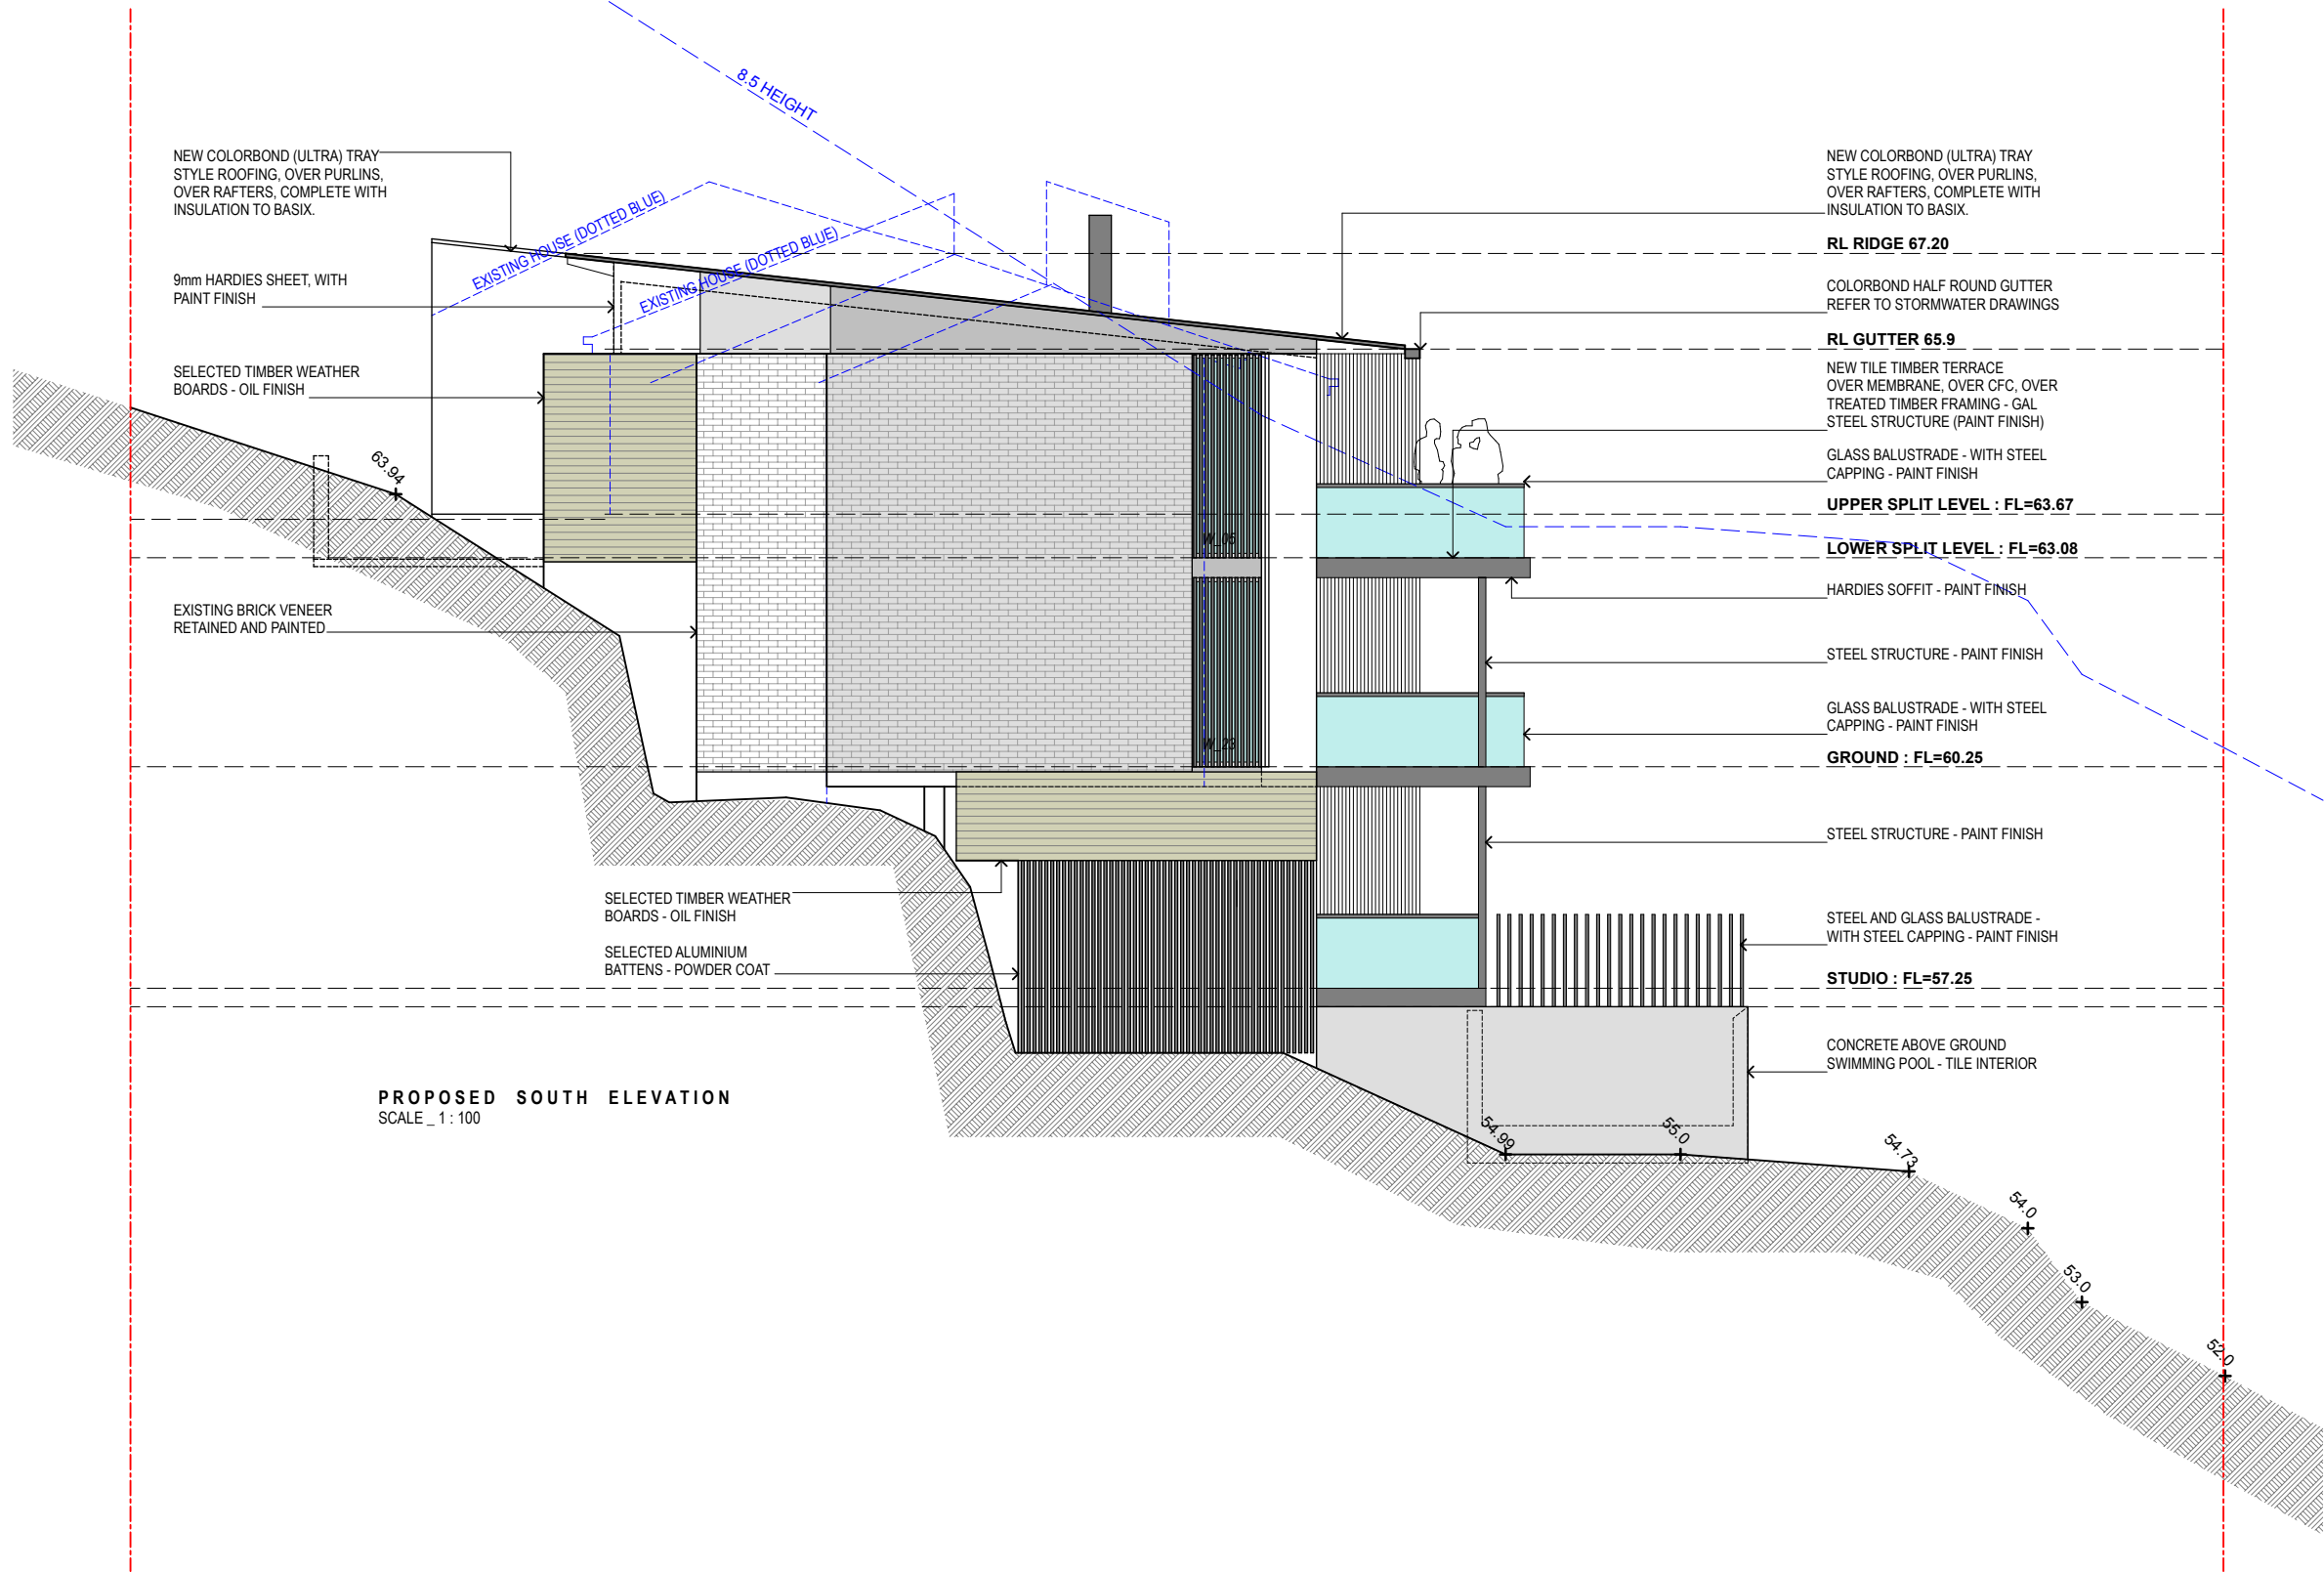 8.5 HEIGHT
NEW COLORBOND (ULTRA) TRAY
STYLE ROOFING, OVER PURLINS,
OVER RAFTERS, COMPLETE WITH
INSULATION TO BASIX.
EXISTING HOUSE (DOTTED BLUE)
EXISTING HOUSE (DOTTED BLUE)
9mm HARDIES SHEET, WITH
PAINT FINISH
SELECTED TIMBER WEATHER
BOARDS - OIL FINISH
63.94
EXISTING BRICK VENEER
RETAINED AND PAINTED
W_05
W_23
SELECTED TIMBER WEATHER
BOARDS - OIL FINISH
SELECTED ALUMINIUM
BATTENS - POWDER COAT
NEW COLORBOND (ULTRA) TRAY
STYLE ROOFING, OVER PURLINS,
OVER RAFTERS, COMPLETE WITH
INSULATION TO BASIX.
RL RIDGE 67.20
COLORBOND HALF ROUND GUTTER
REFER TO STORMWATER DRAWINGS
RL GUTTER 65.9
NEW TILE TIMBER TERRACE
OVER MEMBRANE, OVER CFC, OVER
TREATED TIMBER FRAMING - GAL
STEEL STRUCTURE (PAINT FINISH)
GLASS BALUSTRADE - WITH STEEL
CAPPING - PAINT FINISH
UPPER SPLIT LEVEL : FL=63.67
LOWER SPLIT LEVEL : FL=63.08
HARDIES SOFFIT - PAINT FINISH
STEEL STRUCTURE - PAINT FINISH
GLASS BALUSTRADE - WITH STEEL
CAPPING - PAINT FINISH
GROUND : FL=60.25
STEEL STRUCTURE - PAINT FINISH
STEEL AND GLASS BALUSTRADE -
WITH STEEL CAPPING - PAINT FINISH
STUDIO : FL=57.25
CONCRETE ABOVE GROUND
SWIMMING POOL - TILE INTERIOR
54.99
55.0
54.73
54.0
53.0
52.0
PROPOSED SOUTH ELEVATION
SCALE _ 1 : 100